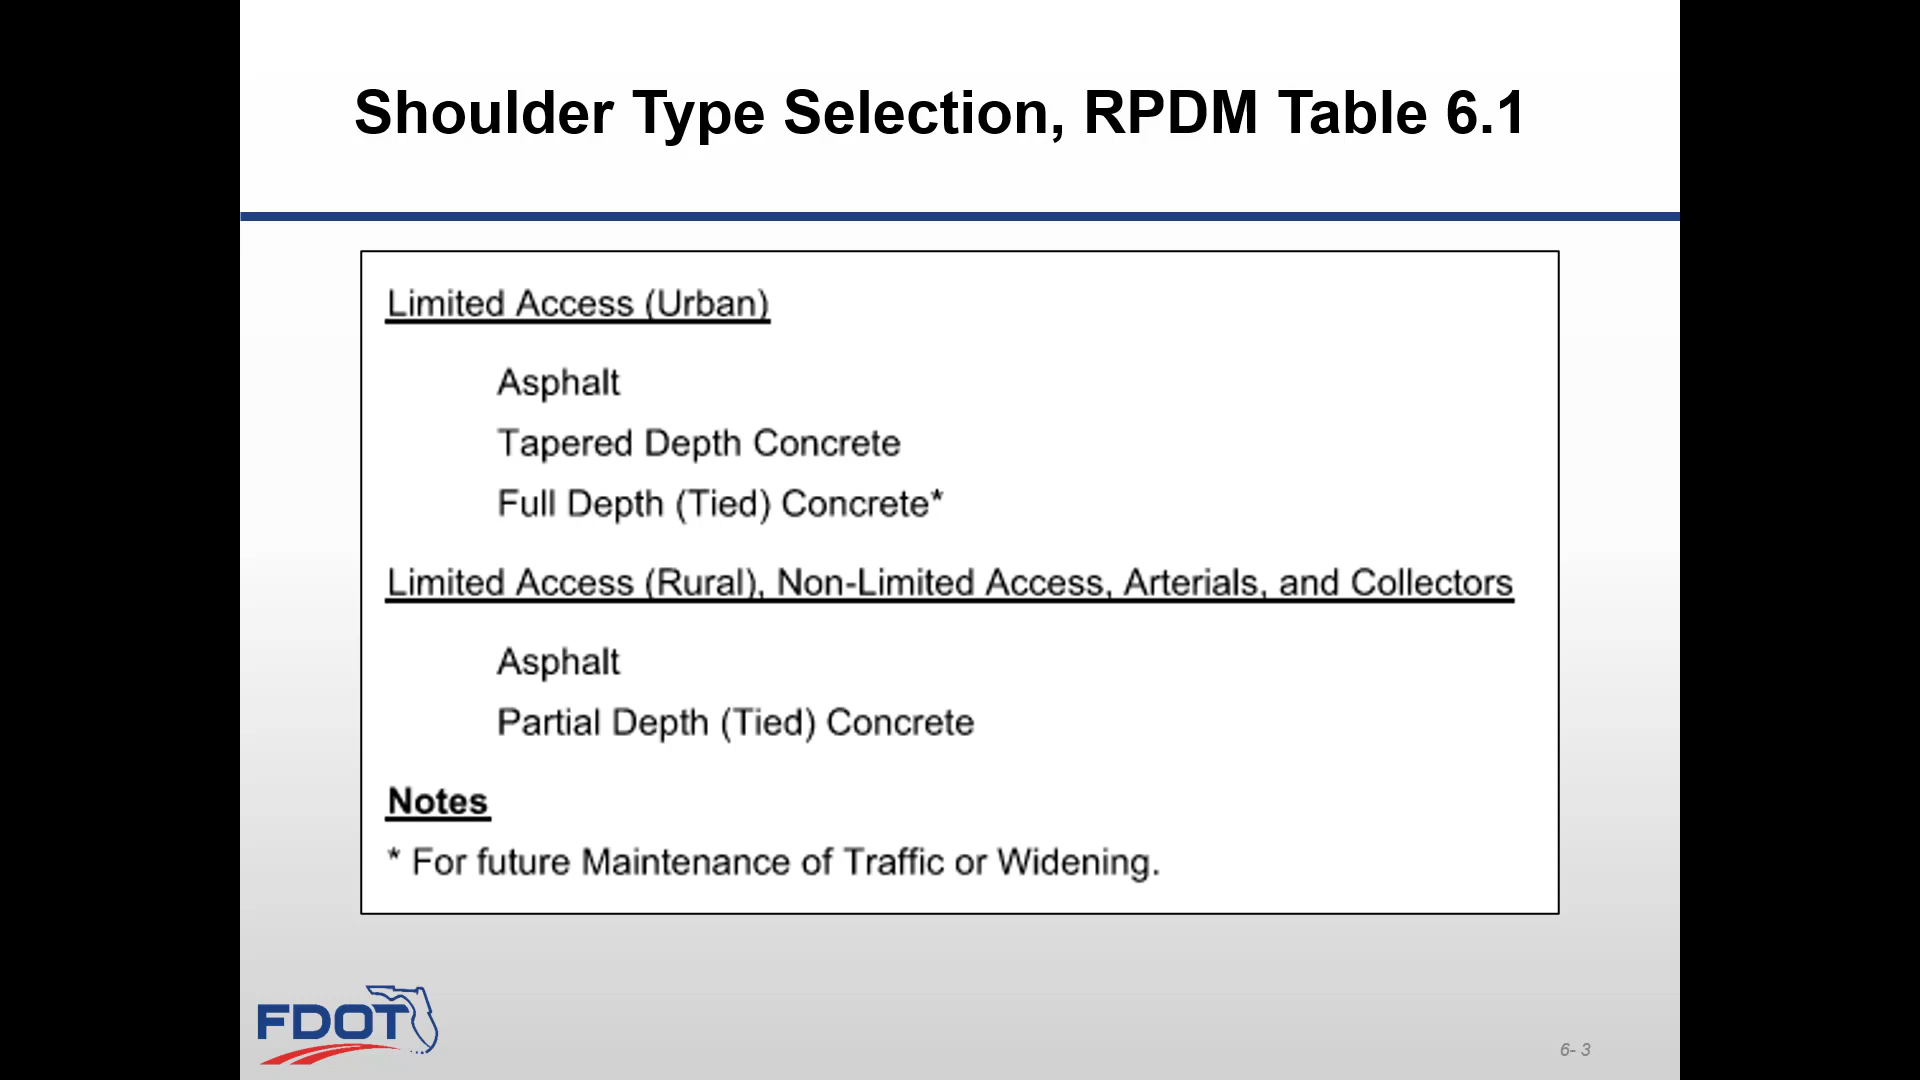 Shoulder Type Selection, RPDM Table 6.1
Limited Access (Urban)
Asphalt
Tapered Depth Concrete
Full Depth (Tied) Concrete*
Limited Access (Rural), Non-Limited Access, Arterials, and Collectors
Asphalt
Partial Depth (Tied) Concrete
Notes
* For future Maintenance of Traffic or Widening.
FDOT
6- 3